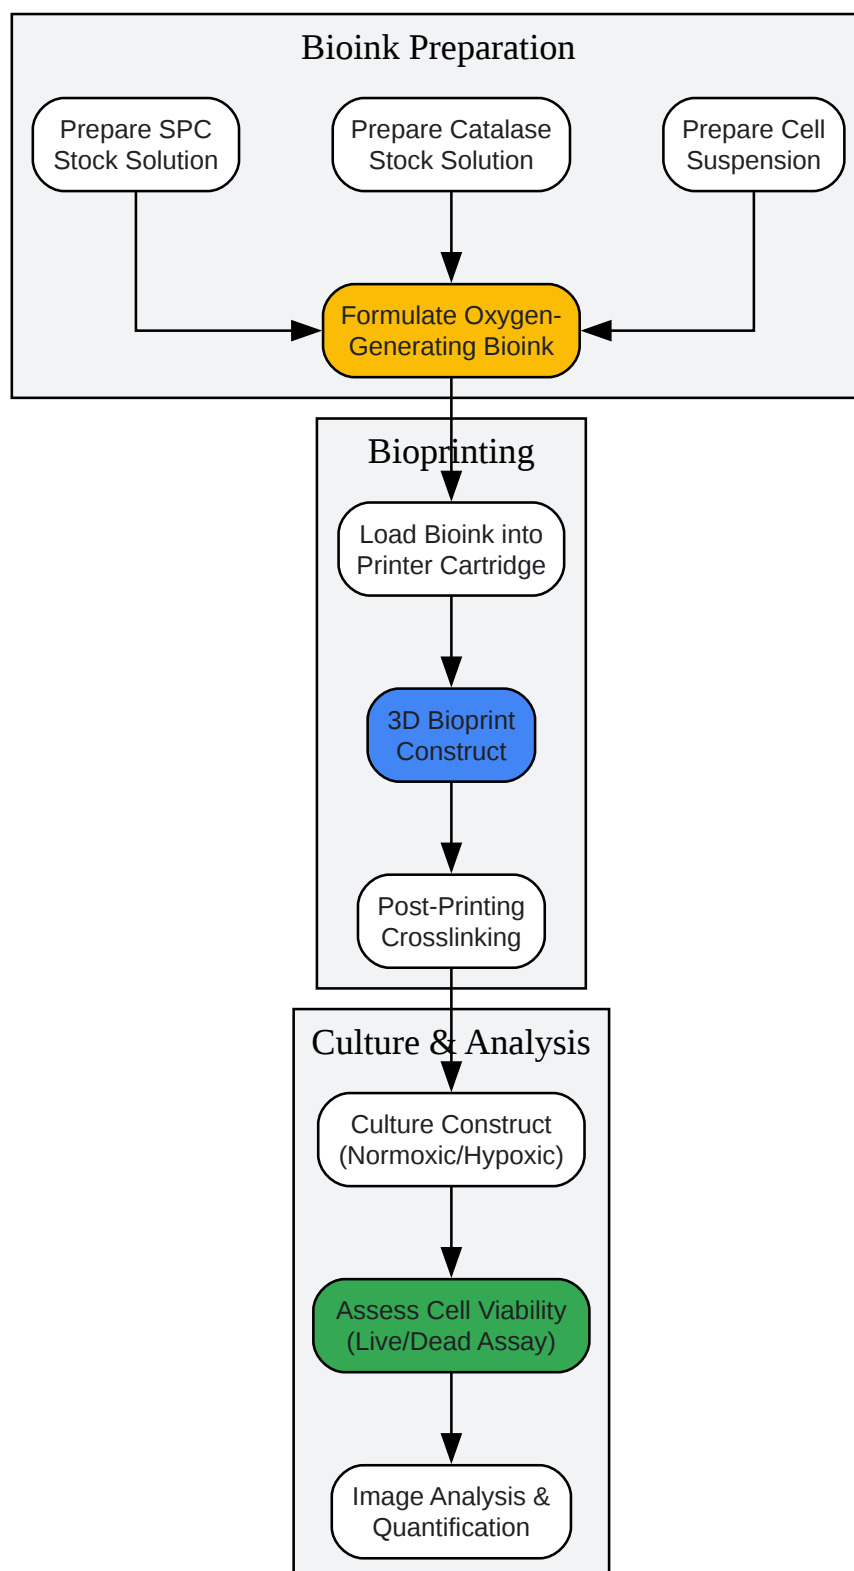 Bioink Preparation
Prepare SPC
Stock Solution
Prepare Catalase
Stock Solution
Prepare Cell
Suspension
Formulate Oxygen-
Generating Bioink
Bioprinting
Load Bioink into
Printer Cartridge
3D Bioprint
Construct
Post-Printing
Crosslinking
Culture & Analysis
Culture Construct
(Normoxic/Hypoxic)
Assess Cell Viability
(Live/Dead Assay)
Image Analysis &
Quantification